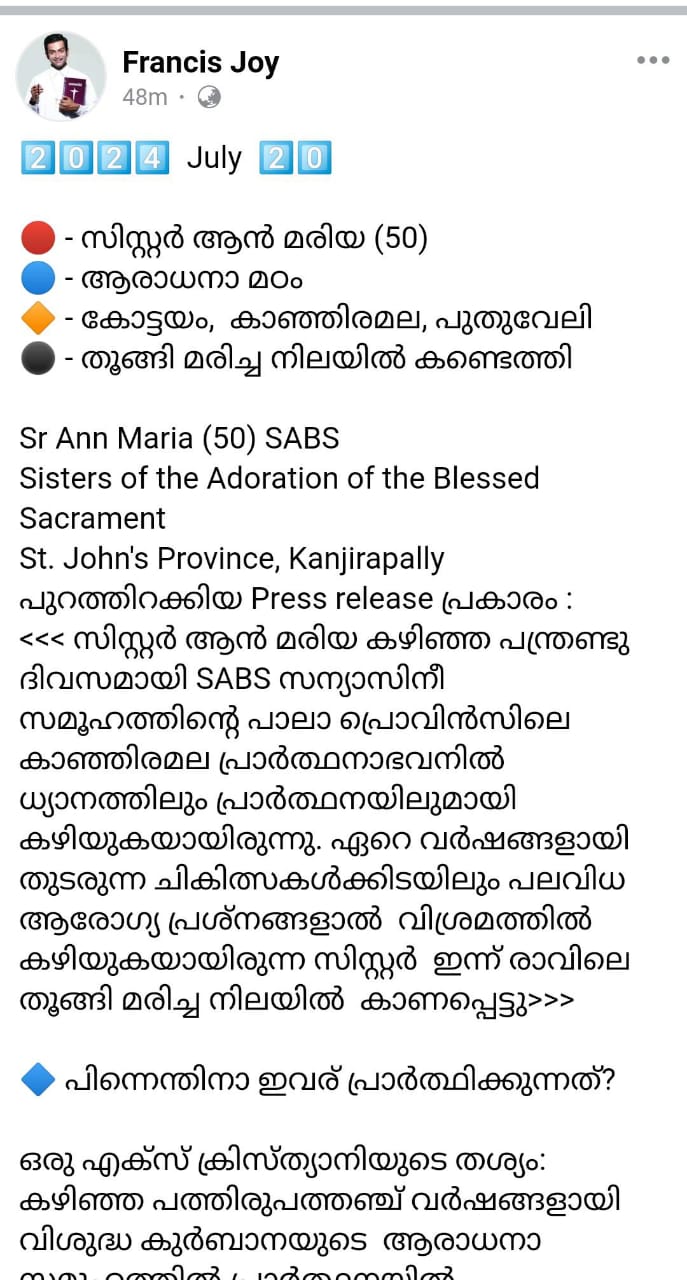 Francis Joy
48m
2024 July 20
- സിസ്റ്റർ ആൻ മരിയ (50)
- ആരാധനാ മഠം
- കോട്ടയം, കാഞ്ഞിരമല, പുതുവേലി
- തൂങ്ങി മരിച്ച നിലയിൽ കണ്ടെത്തി
Sr Ann Maria (50) SABS
Sisters of the Adoration of the Blessed
Sacrament
St. John's Province, Kanjirapally
പുറത്തിറക്കിയ Press release പ്രകാരം :
<<< സിസ്റ്റർ ആൻ മരിയ കഴിഞ്ഞ പന്ത്രണ്ടു
ദിവസമായി SABS സന്യാസിനീ
സമൂഹത്തിന്റെ പാലാ പ്രൊവിൻസിലെ
കാഞ്ഞിരമല പ്രാർത്ഥനാഭവനിൽ
ധ്യാനത്തിലും പ്രാർത്ഥനയിലുമായി
കഴിയുകയായിരുന്നു. ഏറെ വർഷങ്ങളായി
തുടരുന്ന ചികിത്സകൾക്കിടയിലും പലവിധ
ആരോഗ്യ പ്രശ്നങ്ങളാൽ വിശ്രമത്തിൽ
കഴിയുകയായിരുന്ന സിസ്റ്റർ ഇന്ന് രാവിലെ
തൂങ്ങി മരിച്ച നിലയിൽ കാണപ്പെട്ടു>>>
പിന്നെന്തിനാ ഇവര് പ്രാർത്ഥിക്കുന്നത്?
ഒരു എക്സ് ക്രിസ്ത്യാനിയുടെ തശ്യം:
കഴിഞ്ഞ പത്തിരുപത്തഞ്ച് വർഷങ്ങളായി
വിശുദ്ധ കുർബാനയുടെ ആരാധനാ
സമൂഹത്തിൽ പ്രാർത്ഥനയിൽ